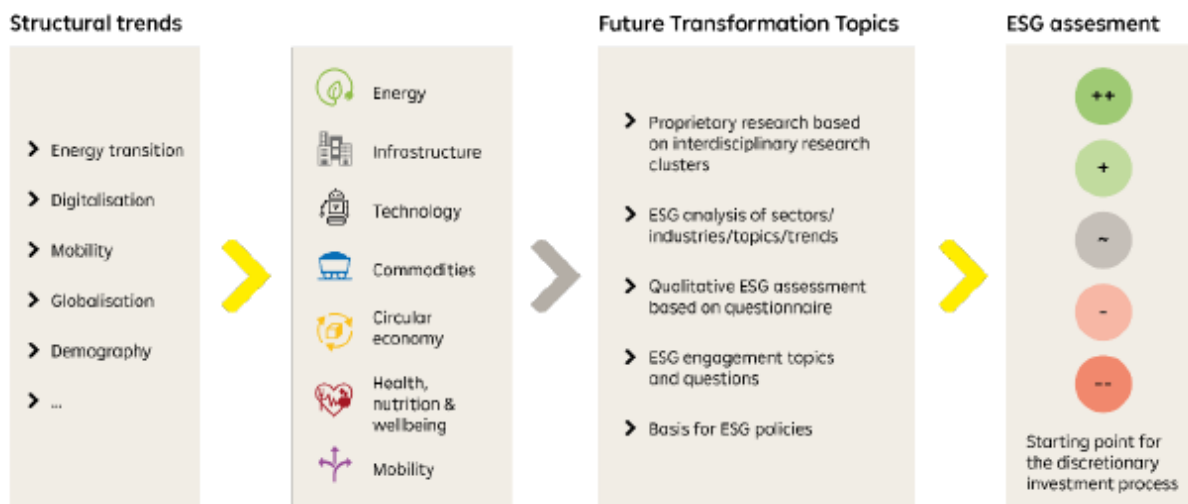 Structural trends
Energy transition
Digitalisation
Mobility
Globalisation
Demography
...
Energy
Infrastructure
Technology
Commodities
Circular
economy
Health,
nutrition &
wellbeing
Mobility
Future Transformation Topics
Proprietary research based
on interdisciplinary research
clusters
ESG analysis of sectors/
industries/topics/trends
Qualitative ESG assessment
based on questionnaire
ESG engagement topics
and questions
Basis for ESG policies
ESG assesment
++
+
~
-
--
Starting point for
the discretionary
investment process